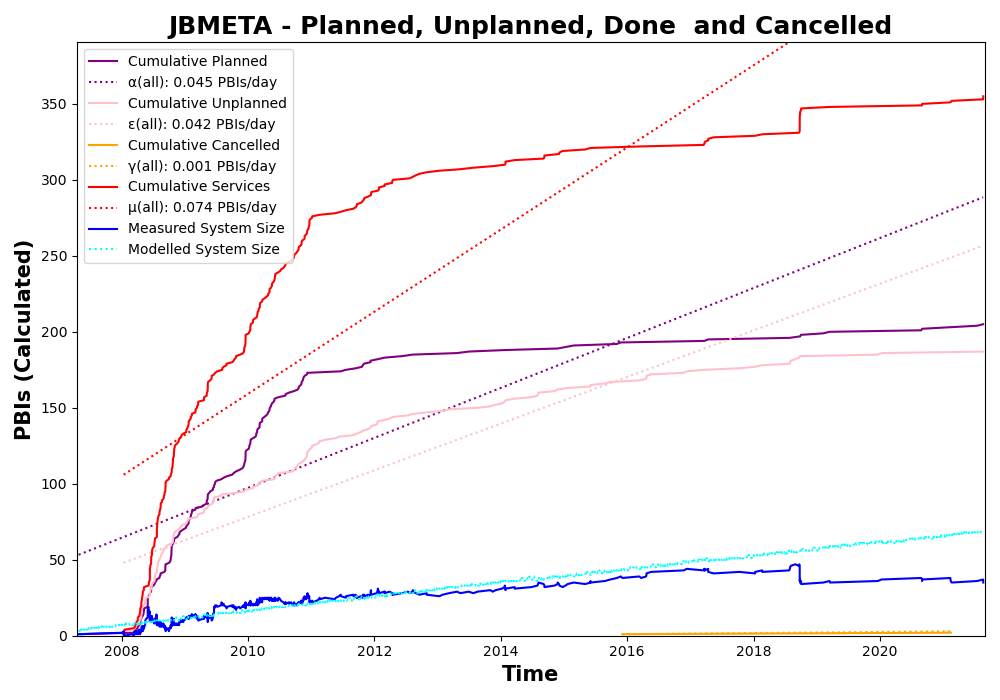 JBMETA - Planned, Unplanned, Done  and Cancelled
Cumulative Planned
α(all): 0.045 PBIs/day
Cumulative Unplanned
ε(all): 0.042 PBIs/day
Cumulative Cancelled
γ(all): 0.001 PBIs/day
Cumulative Services
μ(all): 0.074 PBIs/day
Measured System Size
Modelled System Size
PBIs (Calculated)
350
300
250
200
150
100
50
0
2008 2010 2012 2014 2016 2018 2020
Time